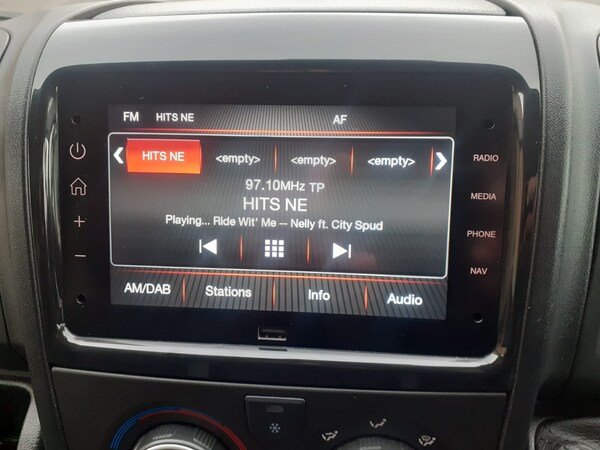 FM HITS NE AF
HITS NE <empty> <empty> <empty>
97.10MHz TP
HITS NE
Playing... Ride Wit' Me -- Nelly ft. City Spud
AM/DAB Stations Info Audio
RADIO
MEDIA
PHONE
NAV